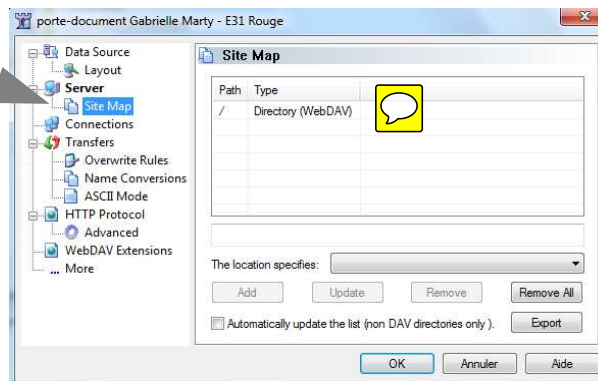 porte-document Gabrielle Marty - E31 Rouge
Data Source
Layout
Server
Site Map
Connections
Transfers
Overwrite Rules
Name Conversions
ASCII Mode
HTTP Protocol
Advanced
WebDAV Extensions
... More
Site Map
Path Type
/ Directory (WebDAV)
The location specifies:
Add Update Remove Remove All
Automatically update the list (non DAV directories only ). Export
OK Annuler Aide